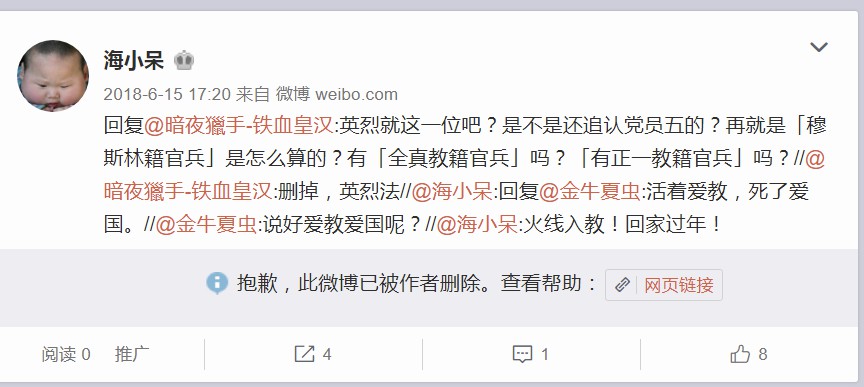 海小呆
2018-6-15 17:20 来自 微博 weibo.com
回复@暗夜獵手-铁血皇汉:英烈就这一位吧？是不是还追认党员五的？再就是「穆
斯林籍官兵」是怎么算的？有「全真教籍官兵」吗？「有正一教籍官兵」吗？//@
暗夜獵手-铁血皇汉:删掉，英烈法//@海小呆:回复@金牛夏虫:活着爱教，死了爱
国。//@金牛夏虫:说好爱教爱国呢？//@海小呆:火线入教！回家过年！
抱歉，此微博已被作者删除。查看帮助： 网页链接
阅读 0 推广 4 1 8